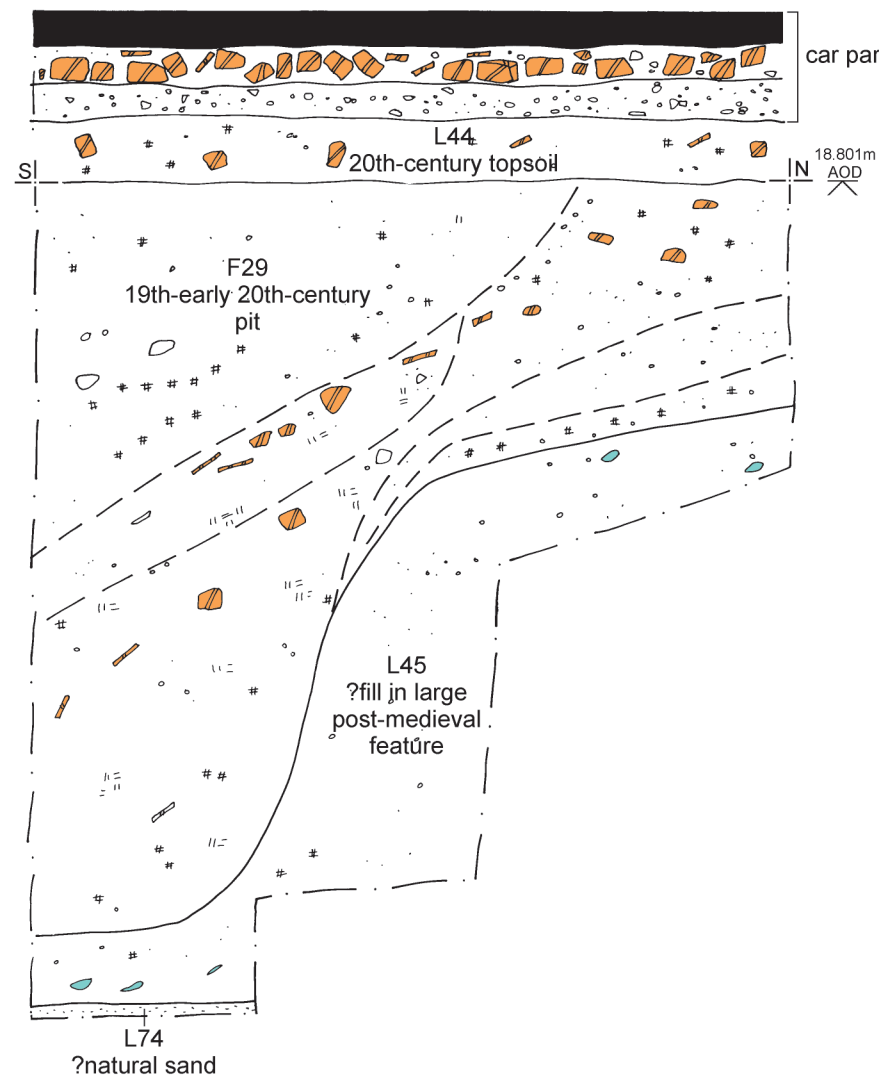 car par
L44
20th-century topsoil
S
N
18.801m
AOD
F29
19th-early 20th-century
pit
L45
?fill in large
post-medieval
feature
L74
?natural sand